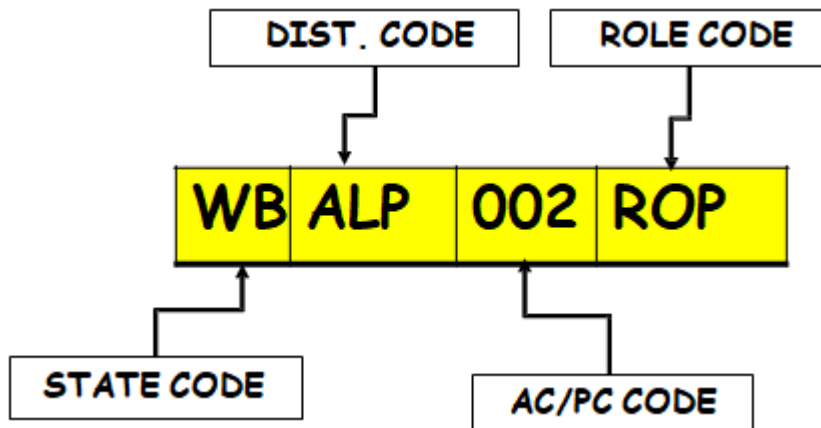 DIST. CODE ROLE CODE
WB ALP 002 ROP
STATE CODE
AC/PC CODE